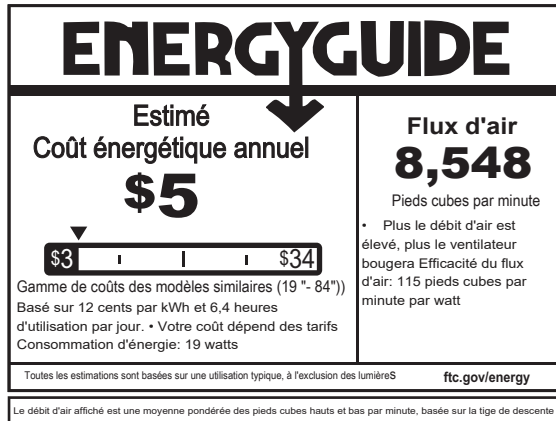 ENERGYGUIDE
Estimé
Coût énergétique annuel
$5
$3
$34
Gamme de coûts des modèles similaires (19 "- 84"))
Basé sur 12 cents par kWh et 6,4 heures
d'utilisation par jour. • Votre coût dépend des tarifs
Consommation d'énergie: 19 watts
Flux d'air
8,548
Pieds cubes par minute
• Plus le débit d'air est
élevé, plus le ventilateur
bougera Efficacité du flux
d'air: 115 pieds cubes par
minute par watt
Toutes les estimations sont basées sur une utilisation typique, à l'exclusion des lumièreS
ftc.gov/energy
Le débit d'air affiché est une moyenne pondérée des pieds cubes hauts et bas par minute, basée sur la tige de descente